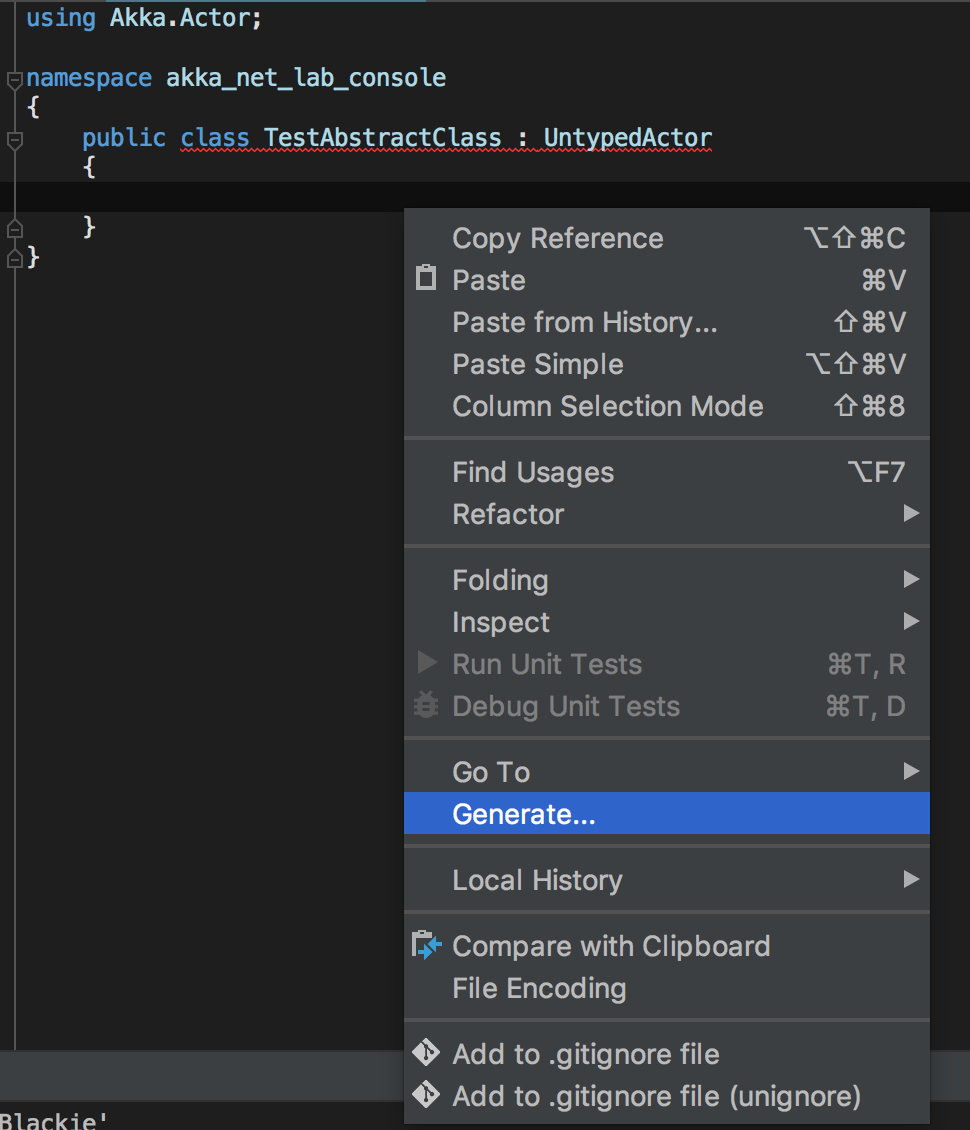 using Akka.Actor;
namespace akka_net_lab_console
{
public class TestAbstractClass : UntypedActor
{
}
}
Copy Reference ⌥⇧⌘C
Paste ⌘V
Paste from History... ⇧⌘V
Paste Simple ⌥⇧⌘V
Column Selection Mode ⇧⌘8
Find Usages ⌥F7
Refactor
Folding
Inspect
Run Unit Tests ⌘T, R
Debug Unit Tests ⌘T, D
Go To
Generate...
Local History
Compare with Clipboard
File Encoding
Add to .gitignore file
Add to .gitignore file (unignore)
Blackie'